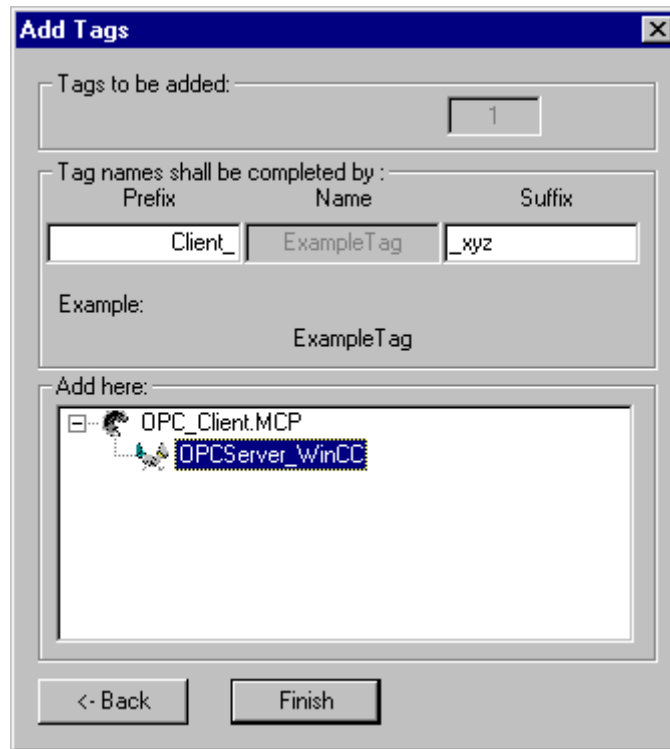 Add Tags
Tags to be added:
1
Tag names shall be completed by :
Prefix Name Suffix
Client_ ExampleTag _xyz
Example:
ExampleTag
Add here:
OPC_Client.MCP
OPCServer_WinCC
<- Back Finish